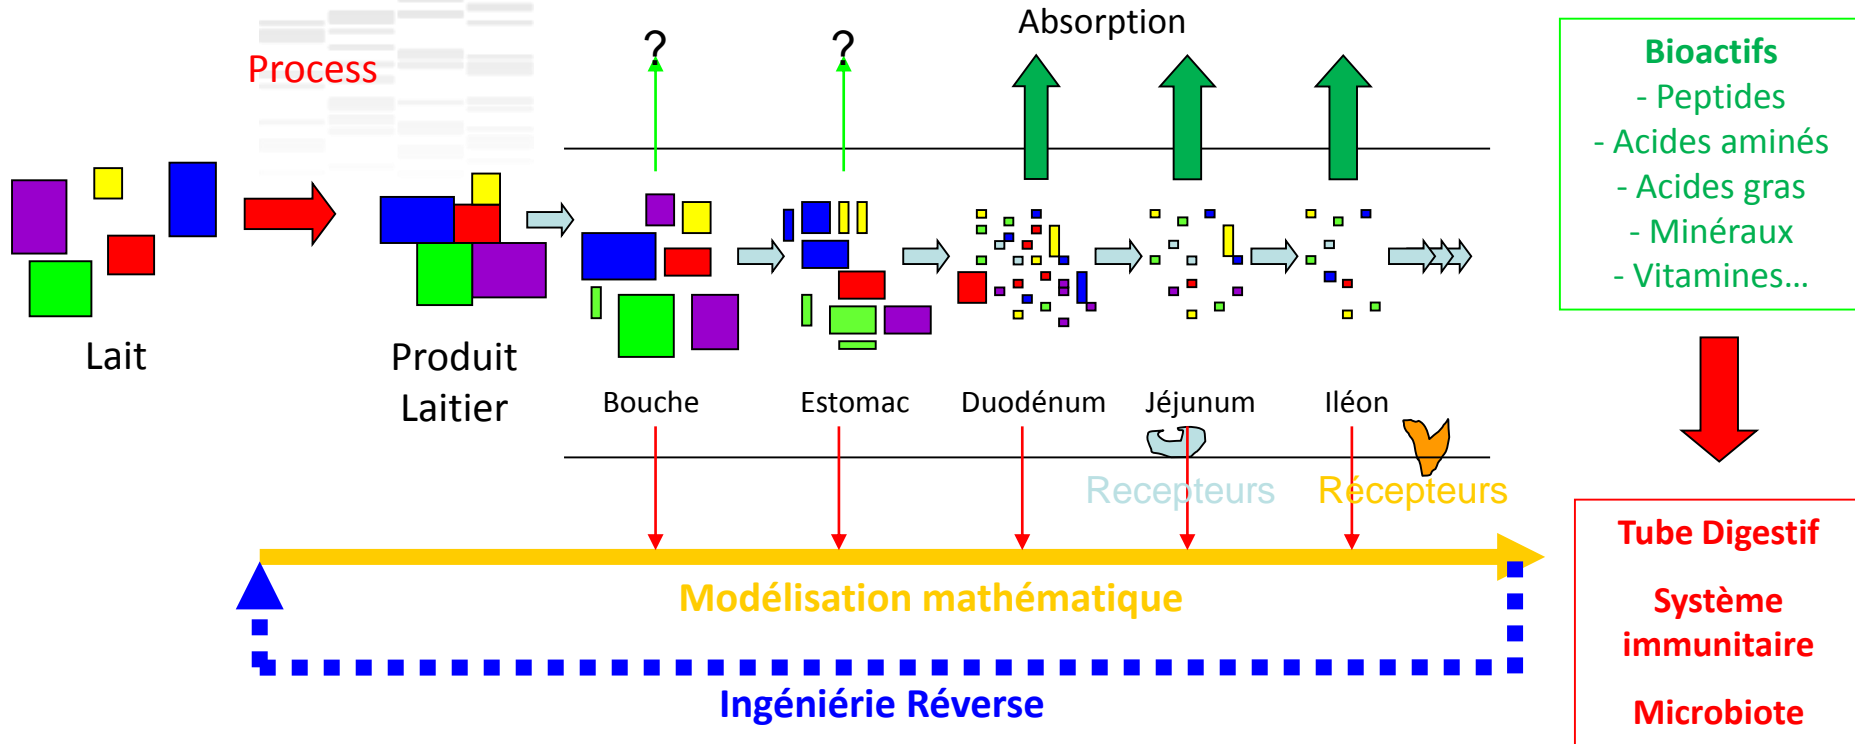 Process
?
?
Absorption
Lait
Produit
Laitier
Bouche
Estomac
Duodénum
Jéjunum
Iléon
Recepteurs
Récepteurs
Modélisation mathématique
Ingéniérie Réverse
Bioactifs
- Peptides
- Acides aminés
- Acides gras
- Minéraux
- Vitamines...
Tube Digestif
Système
immunitaire
Microbiote